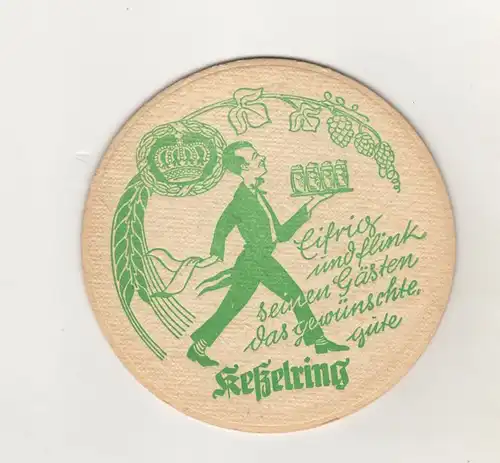 Eifrig
und flink
seinen Gästen
das gewünschte,
gute
Keßelring